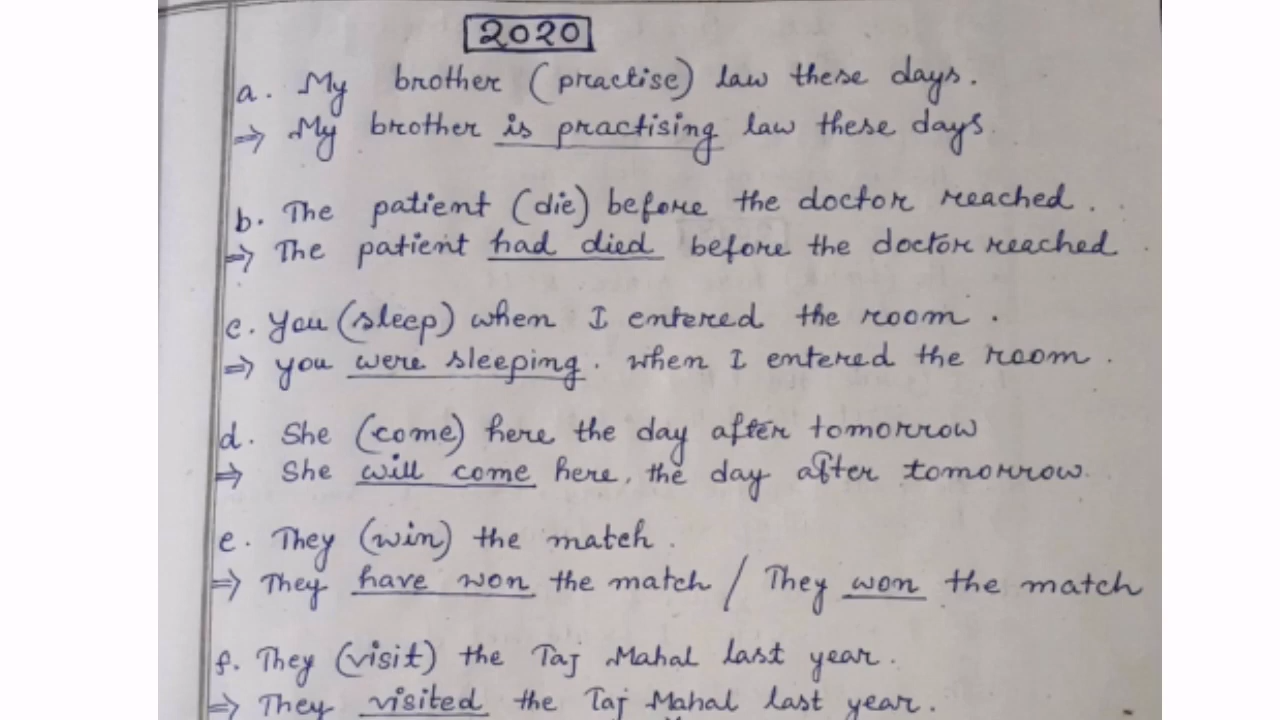 2020
a. My brother (practise) law these days.
⇒ My brother is practising law these days
b. The patient (die) before the doctor reached.
⇒ The patient had died before the doctor reached
c. You (sleep) when I entered the room.
⇒ you were sleeping. when I entered the room.
d. She (come) here the day after tomorrow
⇒ She will come here, the day after tomorrow.
e. They (win) the match.
⇒ They have won the match / They won the match
f. They (visit) the Taj Mahal last year.
⇒ They visited the Taj Mahal last year.